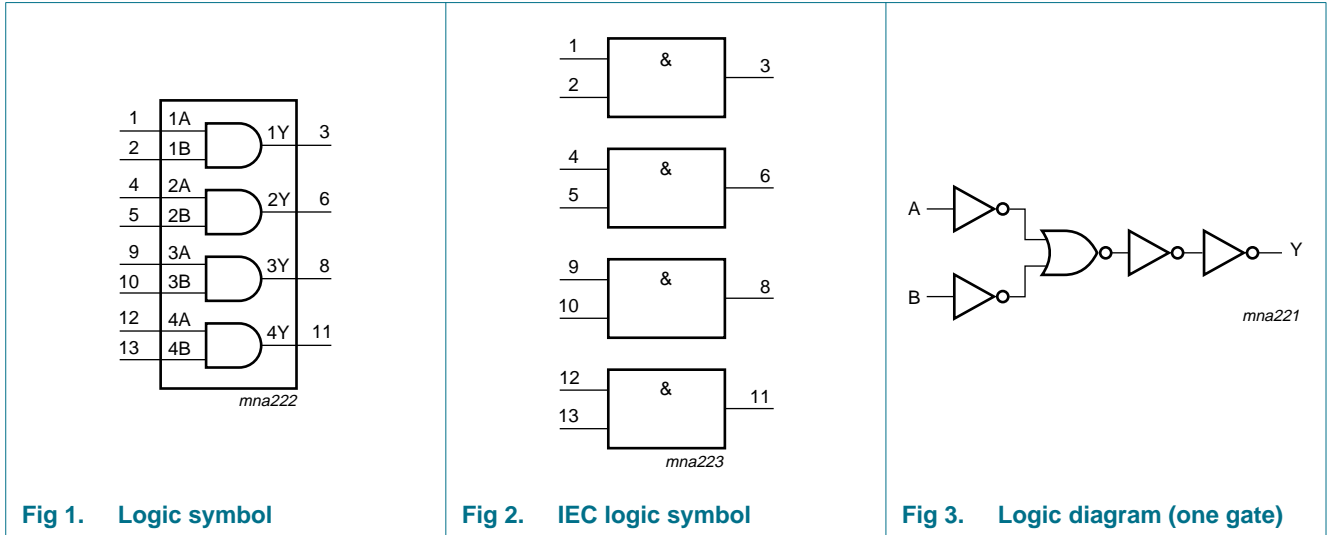 1 1A 1Y 3
2 1B
4 2A 2Y 6
5 2B
9 3A 3Y 8
10 3B
12 4A 4Y 11
13 4B
mna222
Fig 1. Logic symbol
1 & 3
2
4 & 6
5
9 & 8
10
12 & 11
13
mna223
Fig 2. IEC logic symbol
A
Y
B
mna221
Fig 3. Logic diagram (one gate)